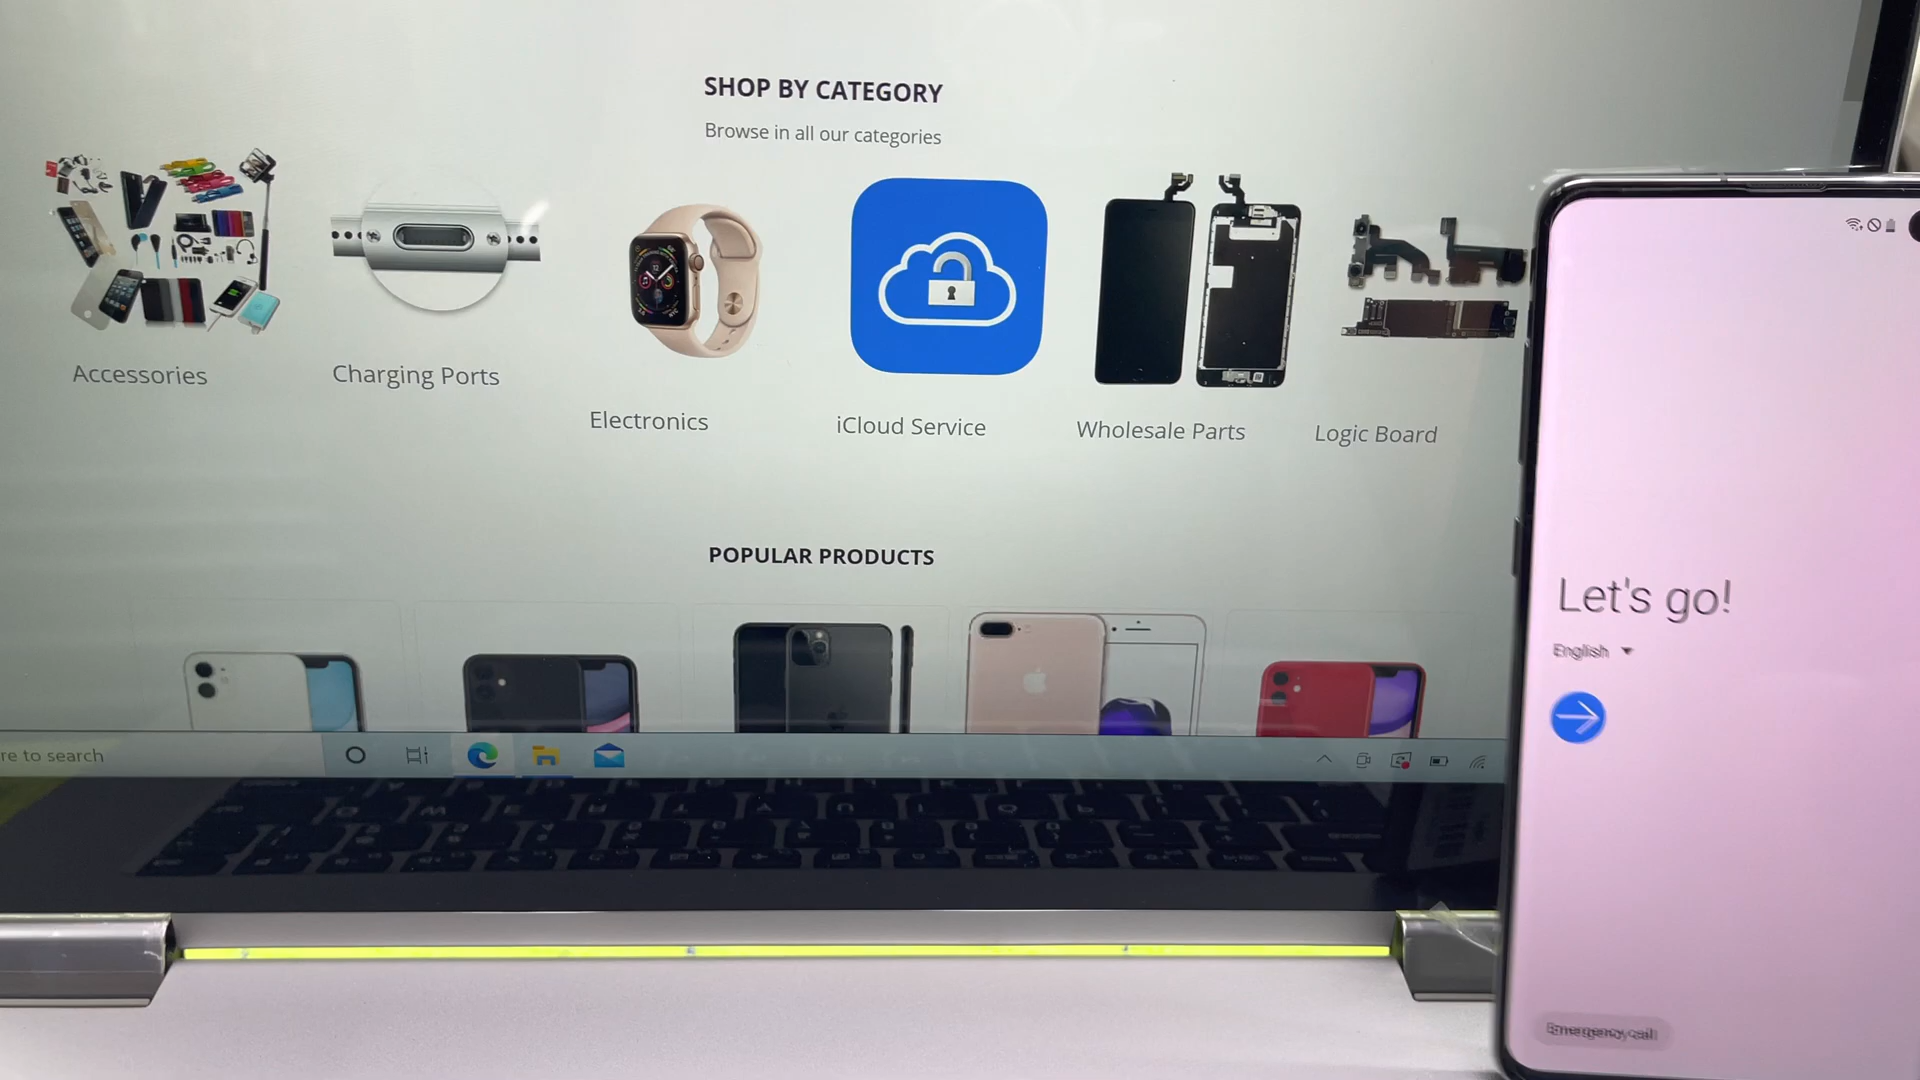 SHOP BY CATEGORY
Browse in all our categories
Accessories
Charging Ports
Electronics
iCloud Service
Wholesale Parts
Logic Board
POPULAR PRODUCTS
re to search
Let's go!
English
Emergency call